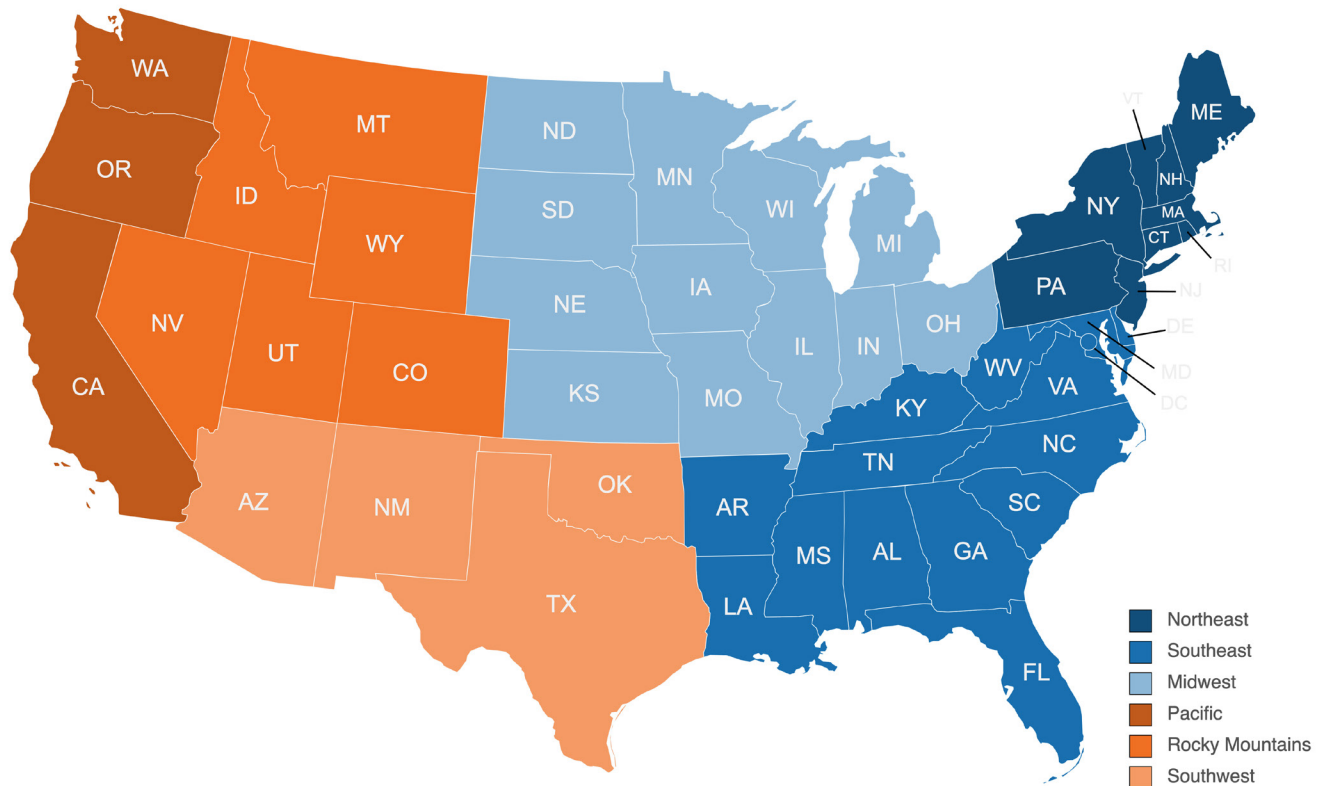 WA
MT
ND
MN
VT
ME
OR
ID
SD
WI
MI
NY
NH
MA
CT
RI
WY
IA
NE
PA
NJ
NV
UT
CO
IL
IN
OH
DE
MD
DC
CA
KS
MO
WV
VA
KY
NC
TN
AZ
NM
OK
AR
SC
MS
AL
GA
TX
LA
FL
Northeast
Southeast
Midwest
Pacific
Rocky Mountains
Southwest